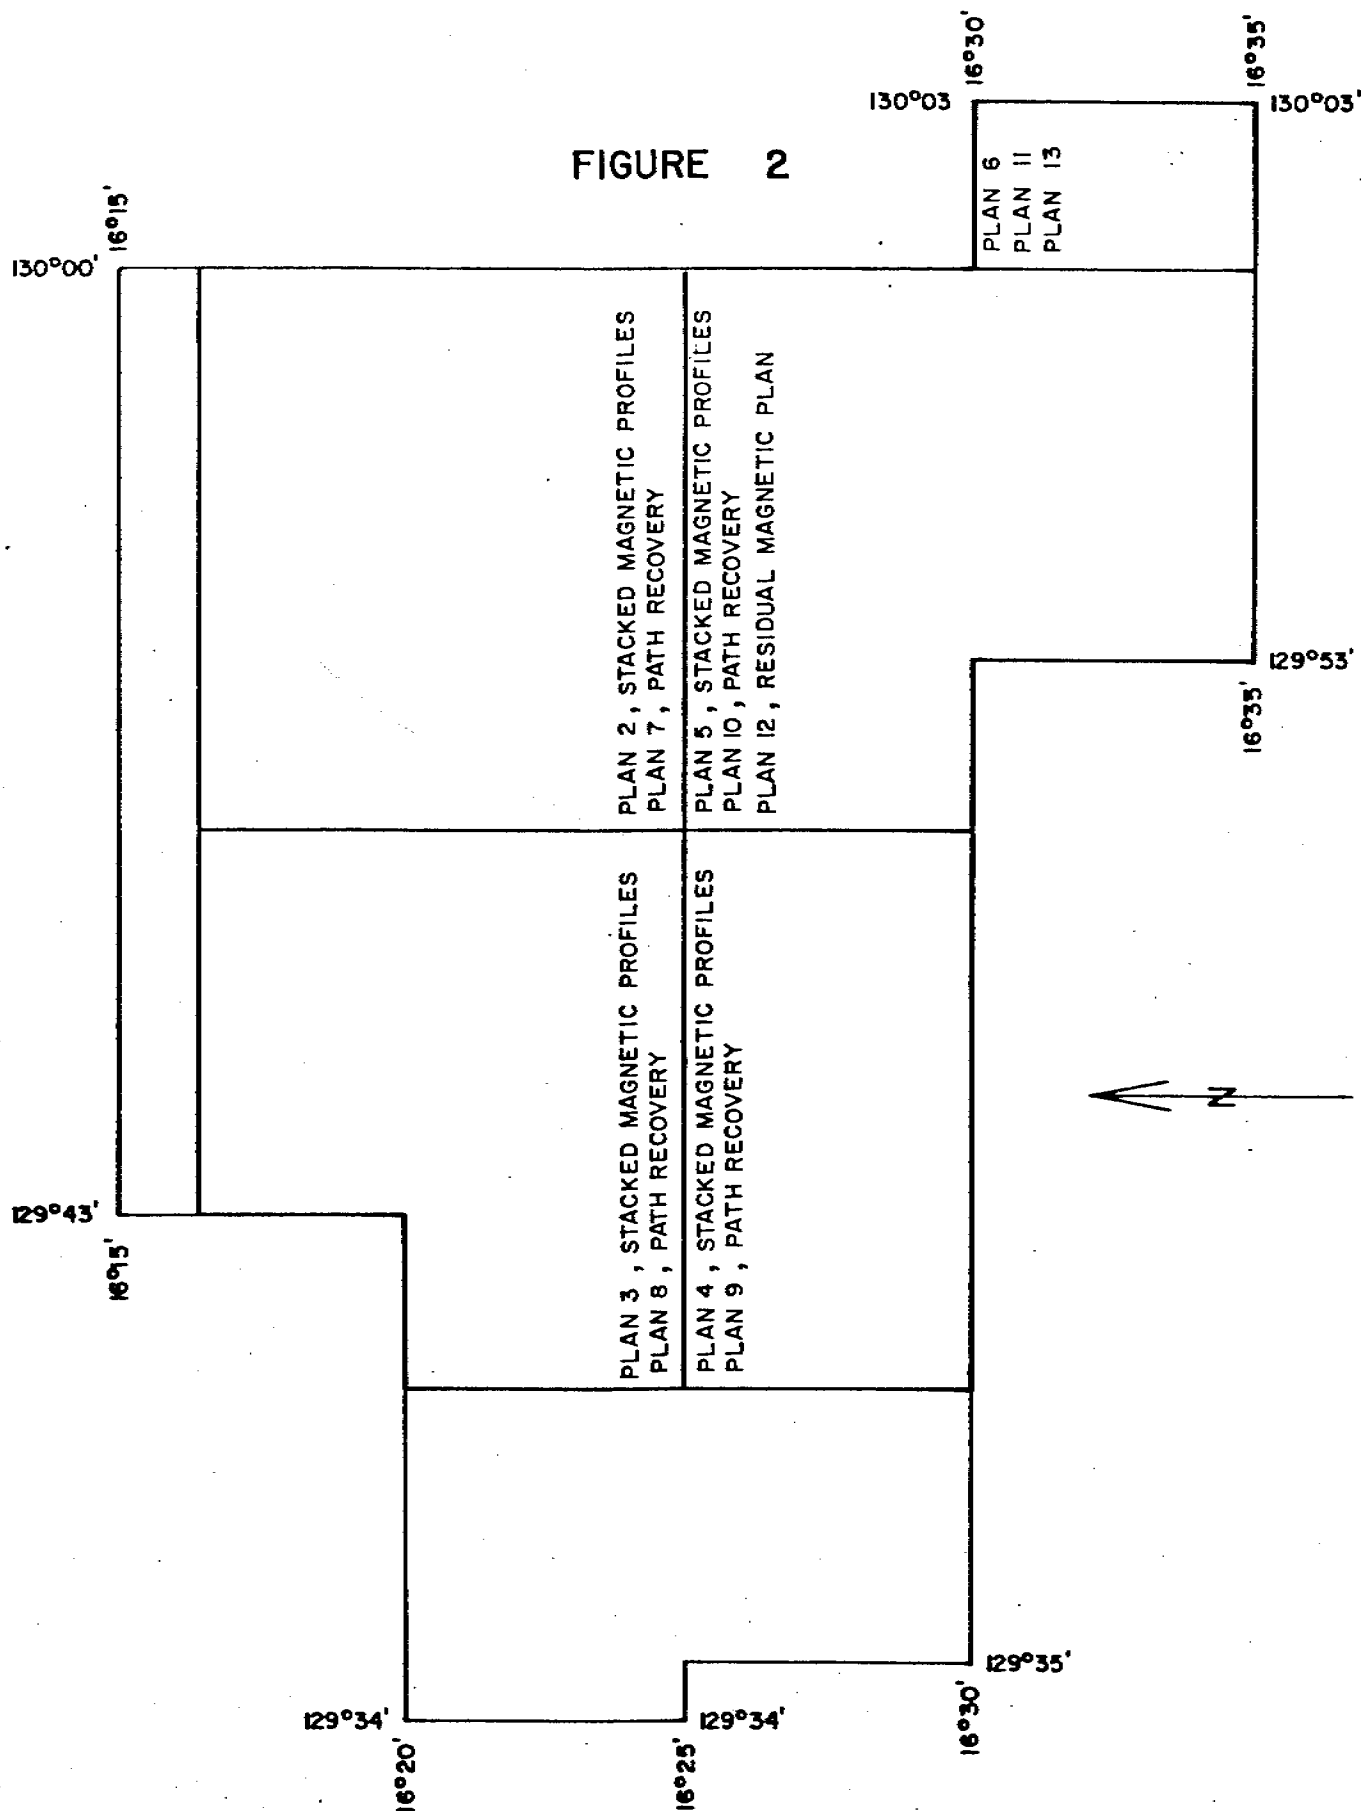 FIGURE 2
16°30'
16°35'
130°03
130°03'
16°15'
130°00'
PLAN 6
PLAN 11
PLAN 13
PLAN 2, STACKED MAGNETIC PROFILES
PLAN 7, PATH RECOVERY
PLAN 5, STACKED MAGNETIC PROFILES
PLAN 10, PATH RECOVERY
PLAN 12, RESIDUAL MAGNETIC PLAN
129°53'
16°35'
PLAN 3, STACKED MAGNETIC PROFILES
PLAN 8, PATH RECOVERY
PLAN 4, STACKED MAGNETIC PROFILES
PLAN 9, PATH RECOVERY
N
129°43'
16°15'
129°35'
16°30'
129°34'
129°34'
16°20'
16°25'